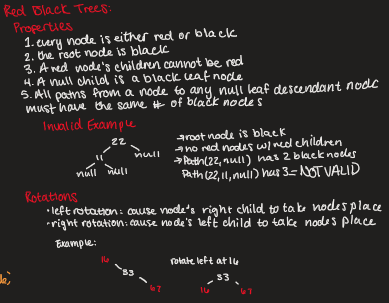 Red Black Trees:
Properties
1. every node is either red or black
2. the root node is black
3. A red node's children cannot be red
4. A null child is a black leaf node
5. All paths from a node to any null leaf descendant node
must have the same # of black nodes
Invalid Example
22
11
null
null null
→root node is black
→no red nodes w/ red children
→Path(22, null) has 2 black nodes
Path(22, 11, null) has 3 = NOT VALID
Rotations
•left rotation: cause node's right child to take nodes place
•right rotation: cause node's left child to take nodes place
Example:
16
33
67
rotate left at 16
33
16 67